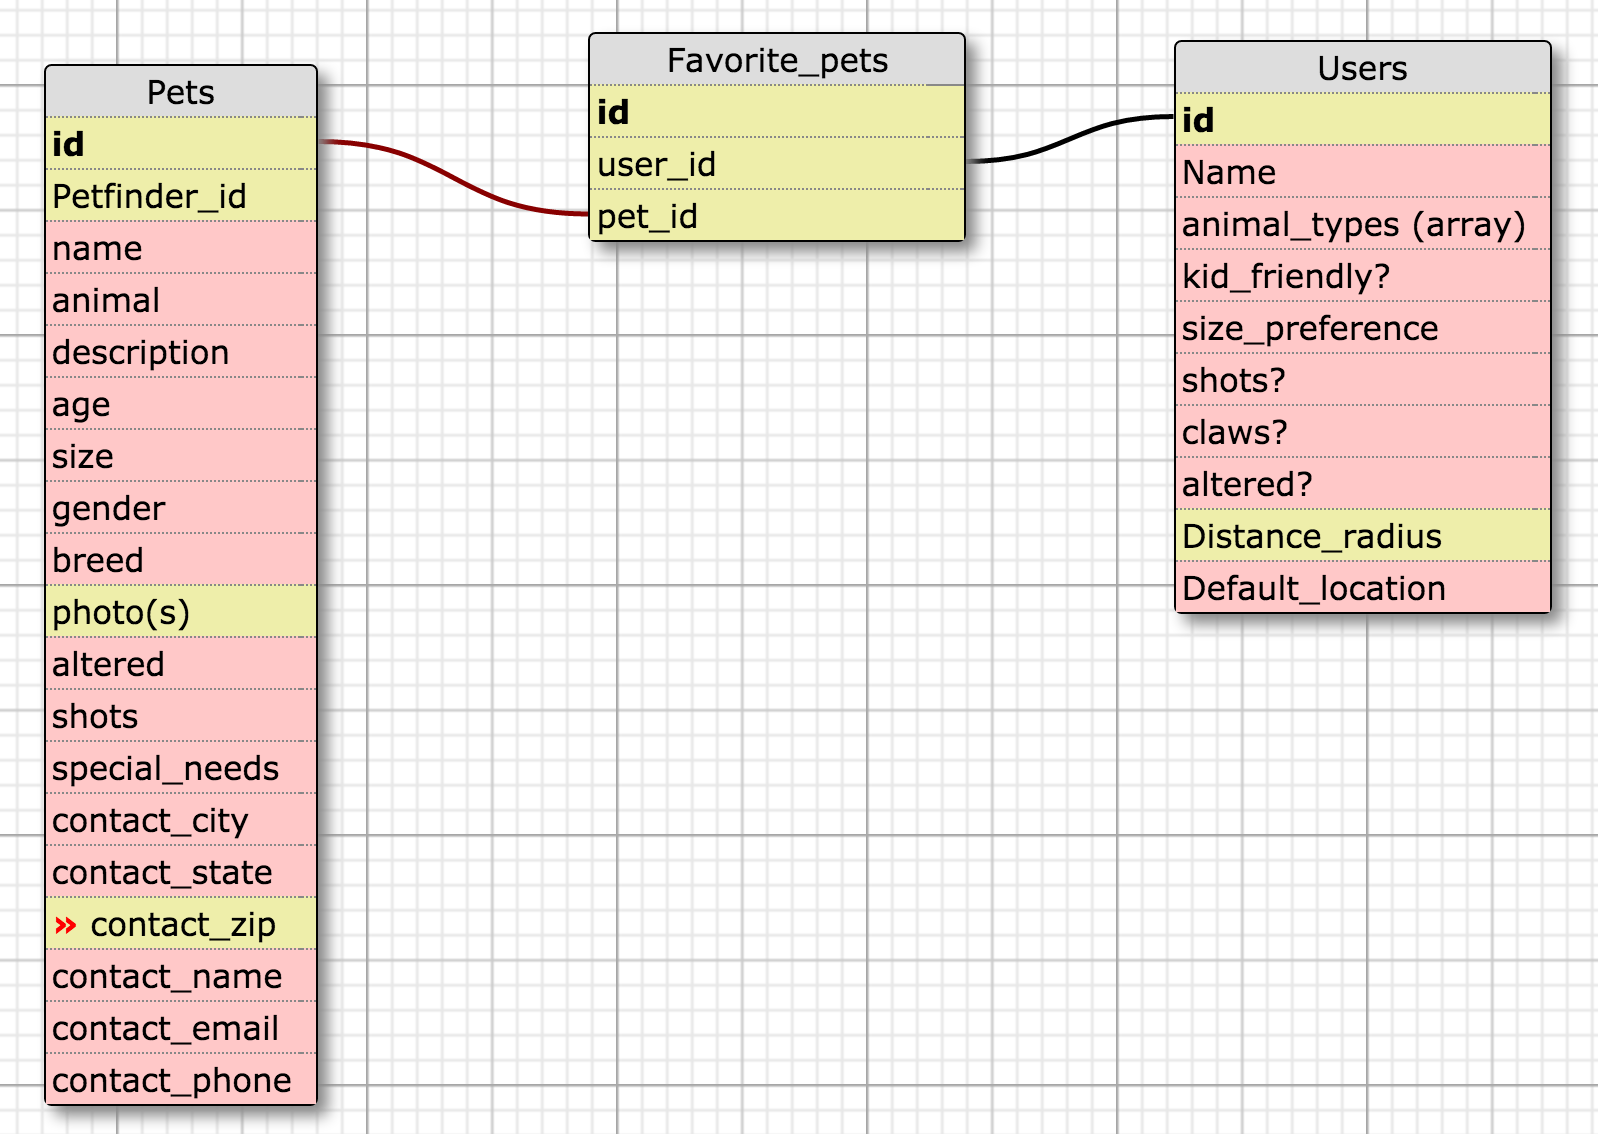 Pets
id
Petfinder_id
name
animal
description
age
size
gender
breed
photo(s)
altered
shots
special_needs
contact_city
contact_state
» contact_zip
contact_name
contact_email
contact_phone
Favorite_pets
id
user_id
pet_id
Users
id
Name
animal_types (array)
kid_friendly?
size_preference
shots?
claws?
altered?
Distance_radius
Default_location